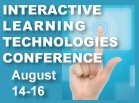 INTERACTIVE
LEARNING
TECHNOLOGIES
CONFERENCE
August
14-16